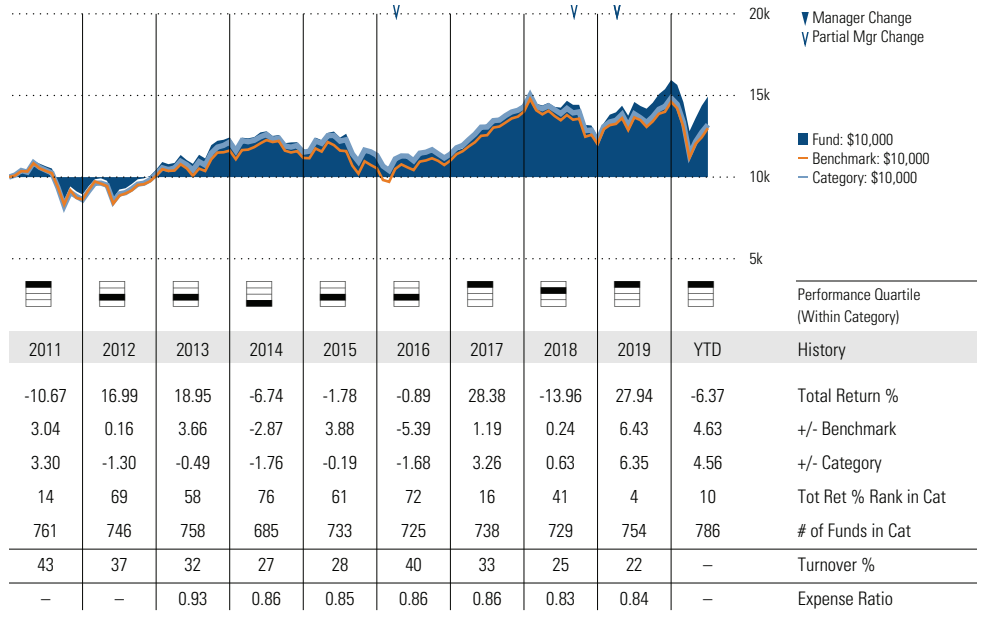 20k
Manager Change
Partial Mgr Change
15k
Fund: $10,000
Benchmark: $10,000
Category: $10,000
10k
5k
Performance Quartile
(Within Category)
2011 2012 2013 2014 2015 2016 2017 2018 2019 YTD History
-10.67 16.99 18.95 -6.74 -1.78 -0.89 28.38 -13.96 27.94 -6.37 Total Return %
3.04 0.16 3.66 -2.87 3.88 -5.39 1.19 0.24 6.43 4.63 +/- Benchmark
3.30 -1.30 -0.49 -1.76 -0.19 -1.68 3.26 0.63 6.35 4.56 +/- Category
14 69 58 76 61 72 16 41 4 10 Tot Ret % Rank in Cat
761 746 758 685 733 725 738 729 754 786 # of Funds in Cat
43 37 32 27 28 40 33 25 22 – Turnover %
– – 0.93 0.86 0.85 0.86 0.86 0.83 0.84 – Expense Ratio